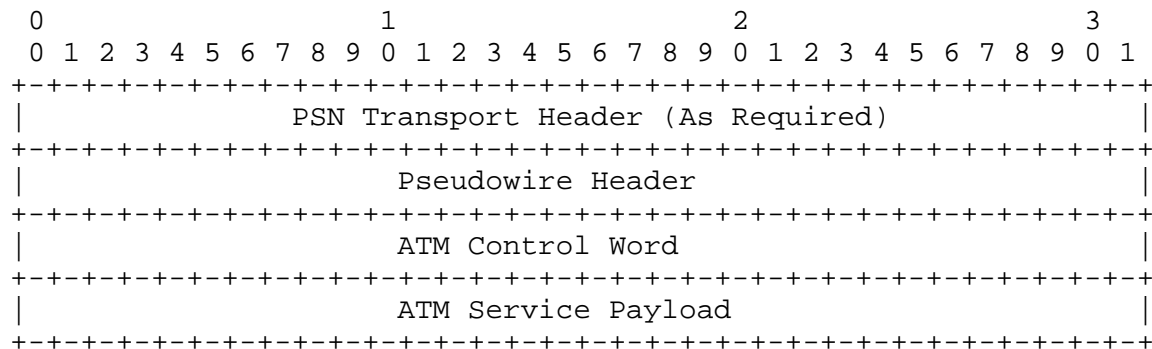 0                   1                   2                   3
 0 1 2 3 4 5 6 7 8 9 0 1 2 3 4 5 6 7 8 9 0 1 2 3 4 5 6 7 8 9 0 1
+-+-+-+-+-+-+-+-+-+-+-+-+-+-+-+-+-+-+-+-+-+-+-+-+-+-+-+-+-+-+-+-+
|               PSN Transport Header (As Required)              |
+-+-+-+-+-+-+-+-+-+-+-+-+-+-+-+-+-+-+-+-+-+-+-+-+-+-+-+-+-+-+-+-+
|                     Pseudowire Header                         |
+-+-+-+-+-+-+-+-+-+-+-+-+-+-+-+-+-+-+-+-+-+-+-+-+-+-+-+-+-+-+-+-+
|                     ATM Control Word                          |
+-+-+-+-+-+-+-+-+-+-+-+-+-+-+-+-+-+-+-+-+-+-+-+-+-+-+-+-+-+-+-+-+
|                     ATM Service Payload                       |
+-+-+-+-+-+-+-+-+-+-+-+-+-+-+-+-+-+-+-+-+-+-+-+-+-+-+-+-+-+-+-+-+